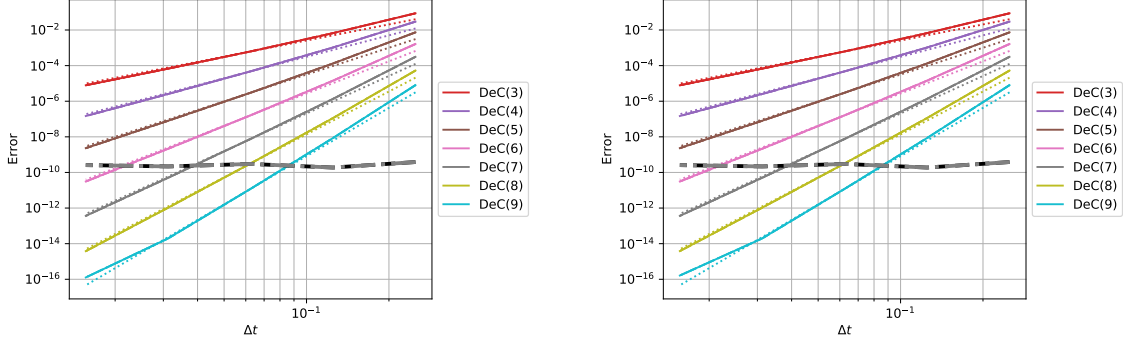 10⁻²
10⁻⁴
10⁻⁶
10⁻⁸
10⁻¹⁰
10⁻¹²
10⁻¹⁴
10⁻¹⁶
Error
10⁻¹
Δt
DeC(3)
DeC(4)
DeC(5)
DeC(6)
DeC(7)
DeC(8)
DeC(9)
10⁻²
10⁻⁴
10⁻⁶
10⁻⁸
10⁻¹⁰
10⁻¹²
10⁻¹⁴
10⁻¹⁶
Error
10⁻¹
Δt
DeC(3)
DeC(4)
DeC(5)
DeC(6)
DeC(7)
DeC(8)
DeC(9)